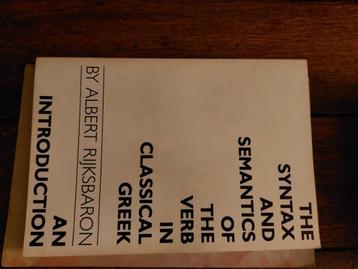 THE
SYNTAX
AND
SEMANTICS
OF
THE
VERB
IN
CLASSICAL
GREEK
BY ALBERT RIJKSBARON
AN
INTRODUCTION